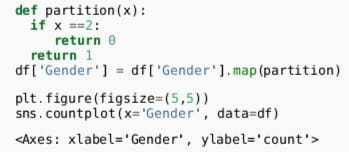 def partition(x):
  if x ==2:
     return 0
  return 1
df['Gender'] = df['Gender'].map(partition)
plt.figure(figsize=(5,5))
sns.countplot(x='Gender', data=df)
<Axes: xlabel='Gender', ylabel='count'>